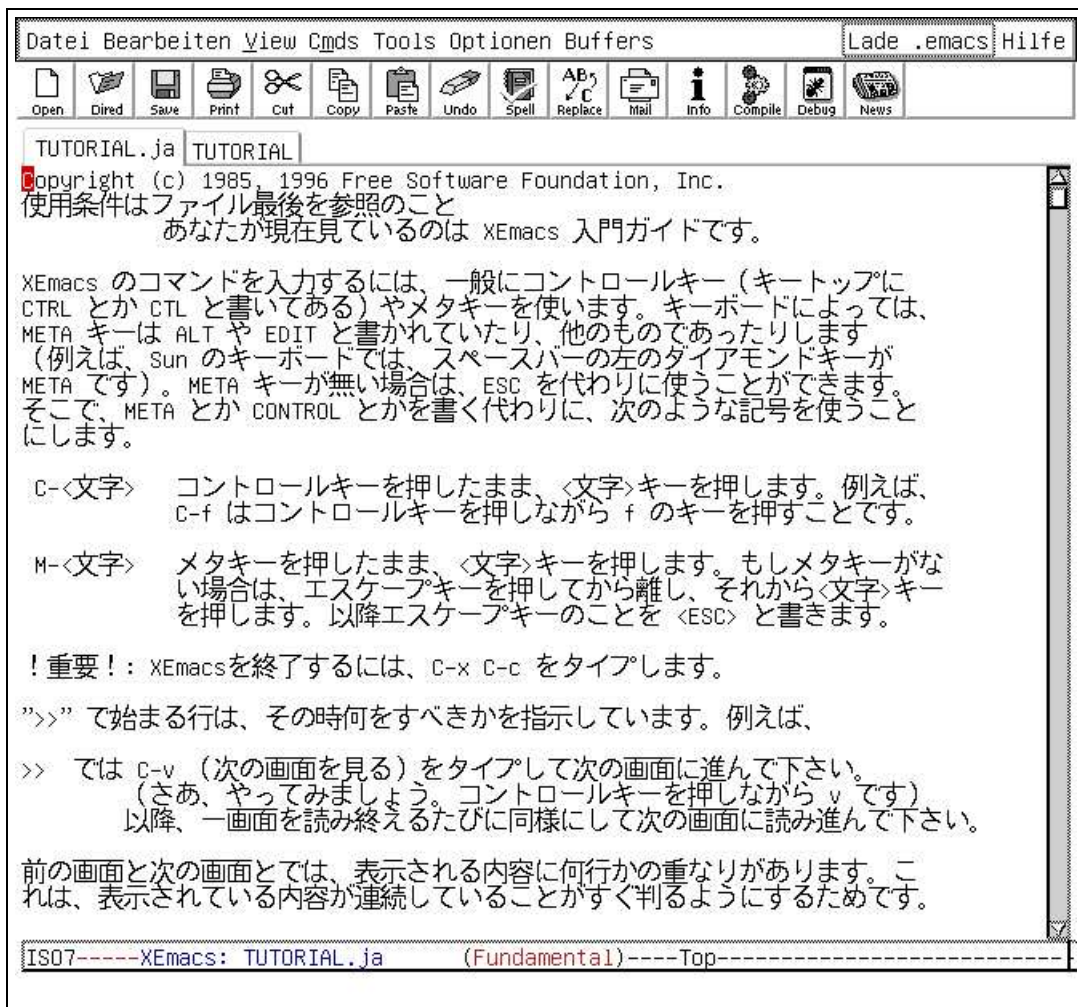 Datei Bearbeiten View Cmds Tools Optionen Buffers Lade .emacs Hilfe
Open Dired Save Print Cut Copy Paste Undo Spell Replace Mail Info Compile Debug News
TUTORIAL.ja TUTORIAL
Copyright (c) 1985, 1996 Free Software Foundation, Inc.
使用条件はファイル最後を参照のこと
あなたが現在見ているのは XEmacs 入門ガイドです。
XEmacs のコマンドを入力するには、一般にコントロールキー（キートップに
CTRL とか CTL と書いてある）やメタキーを使います。キーボードによっては、
META キーは ALT や EDIT と書かれていたり、他のものであったりします
（例えば、Sun のキーボードでは、スペースバーの左のダイアモンドキーが
META です）。META キーが無い場合は、ESC を代わりに使うことができます。
そこで、META とか CONTROL とかを書く代わりに、次のような記号を使うこと
にします。
C-<文字> コントロールキーを押したまま、<文字>キーを押します。例えば、
C-f はコントロールキーを押しながら f のキーを押すことです。
M-<文字> メタキーを押したまま、<文字>キーを押します。もしメタキーがな
い場合は、エスケープキーを押してから離し、それから<文字>キー
を押します。以降エスケープキーのことを <ESC> と書きます。
！重要！: XEmacsを終了するには、C-x C-c をタイプします。
”>>” で始まる行は、その時何をすべきかを指示しています。例えば、
>> では C-v （次の画面を見る）をタイプして次の画面に進んで下さい。
（さあ、やってみましょう。コントロールキーを押しながら v です）
以降、一画面を読み終えるたびに同様にして次の画面に読み進んで下さい。
前の画面と次の画面とでは、表示される内容に何行かの重なりがあります。こ
れは、表示されている内容が連続していることがすぐ判るようにするためです。
ISO7-----XEmacs: TUTORIAL.ja (Fundamental)----Top----------------------------